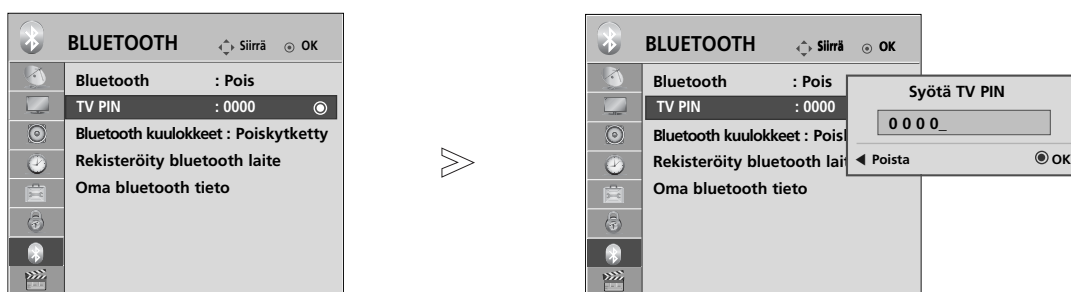 BLUETOOTH Siirrä OK
Bluetooth : Pois
TV PIN : 0000
Bluetooth kuulokkeet : Poiskytketty
Rekisteröity bluetooth laite
Oma bluetooth tieto
BLUETOOTH Siirrä OK
Bluetooth : Pois
TV PIN : 0000
Bluetooth kuulokkeet : Pois
Rekisteröity bluetooth lai
Oma bluetooth tieto
Syötä TV PIN
0 0 0 0_
Poista OK